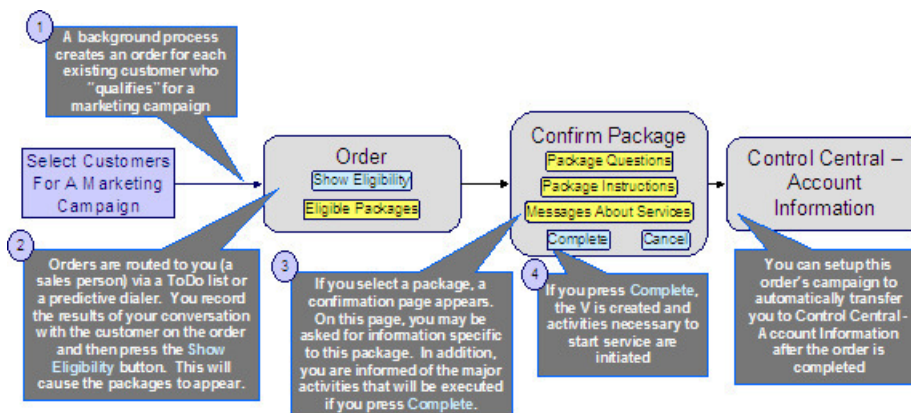 1
A background process
creates an order for each
existing customer who
"qualifies" for a
marketing campaign
Select Customers
For A Marketing
Campaign
Order
Show Eligibility
Eligible Packages
Confirm Package
Package Questions
Package Instructions
Messages About Services
Complete
Cancel
Control Central –
Account
Information
2
Orders are routed to you (a
sales person) via a ToDo list or
a predictive dialer. You record
the results of your conversation
with the customer on the order
and then press the Show
Eligibility button. This will
cause the packages to appear.
3
If you select a package, a
confirmation page appears.
On this page, you may be
asked for information specific
to this package. In addition,
you are informed of the major
activities that will be executed
if you press Complete.
4
If you press Complete,
the V is created and
activities necessary to
start service are
initiated
You can setup this
order's campaign to
automatically transfer
you to Control Central -
Account Information
after the order is
completed